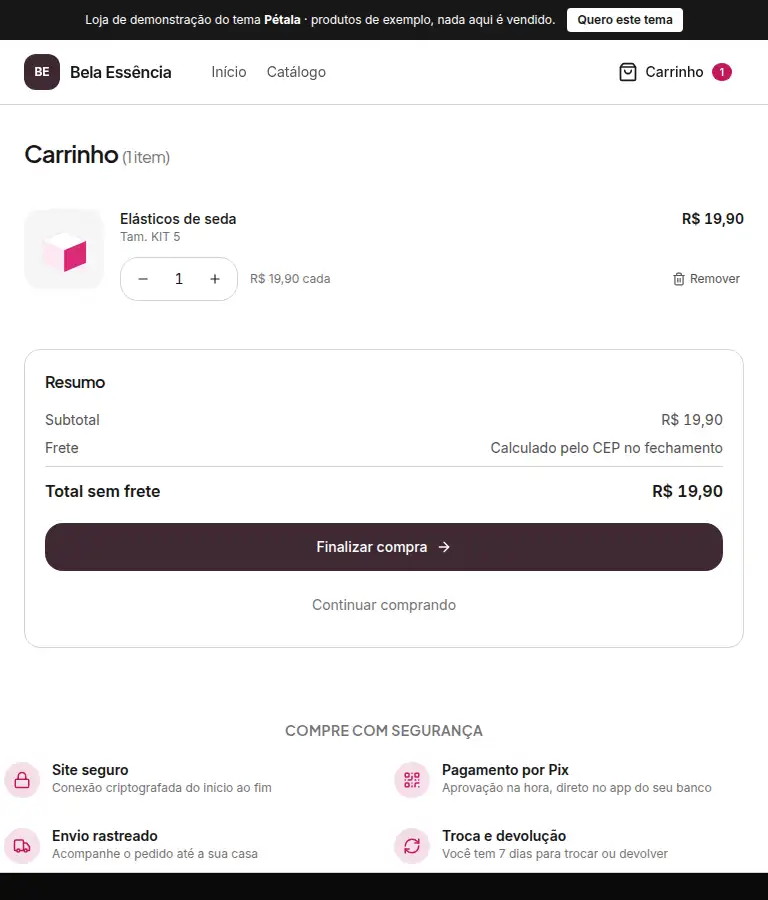 Loja de demonstração do tema Pétala · produtos de exemplo, nada aqui é vendido. Quero este tema
BE Bela Essência Início Catálogo Carrinho 1
Carrinho (1 item)
Elásticos de seda R$ 19,90
Tam. KIT 5
− 1 + R$ 19,90 cada Remover
Resumo
Subtotal R$ 19,90
Frete Calculado pelo CEP no fechamento
Total sem frete R$ 19,90
Finalizar compra →
Continuar comprando
COMPRE COM SEGURANÇA
Site seguro Pagamento por Pix
Conexão criptografada do início ao fim Aprovação na hora, direto no app do seu banco
Envio rastreado Troca e devolução
Acompanhe o pedido até a sua casa Você tem 7 dias para trocar ou devolver